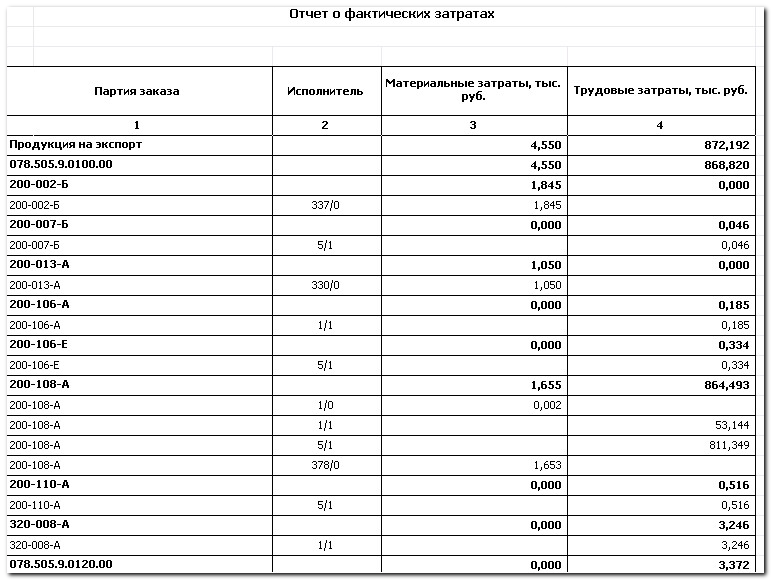 Отчет о фактических затратах
Партия заказа Исполнитель Материальные затраты, тыс. руб. Трудовые затраты, тыс. руб.
1 2 3 4
Продукция на экспорт 4,550 872,192
078.505.9.0100.00 4,550 868,820
200-002-Б 1,845 0,000
200-002-Б 337/0 1,845
200-007-Б 0,000 0,046
200-007-Б 5/1 0,046
200-013-А 1,050 0,000
200-013-А 330/0 1,050
200-106-А 0,000 0,185
200-106-А 1/1 0,185
200-106-Е 0,000 0,334
200-106-Е 5/1 0,334
200-108-А 1,655 864,493
200-108-А 1/0 0,002
200-108-А 1/1 53,144
200-108-А 5/1 811,349
200-108-А 378/0 1,653
200-110-А 0,000 0,516
200-110-А 5/1 0,516
320-008-А 0,000 3,246
320-008-А 1/1 3,246
078.505.9.0120.00 0,000 3,372